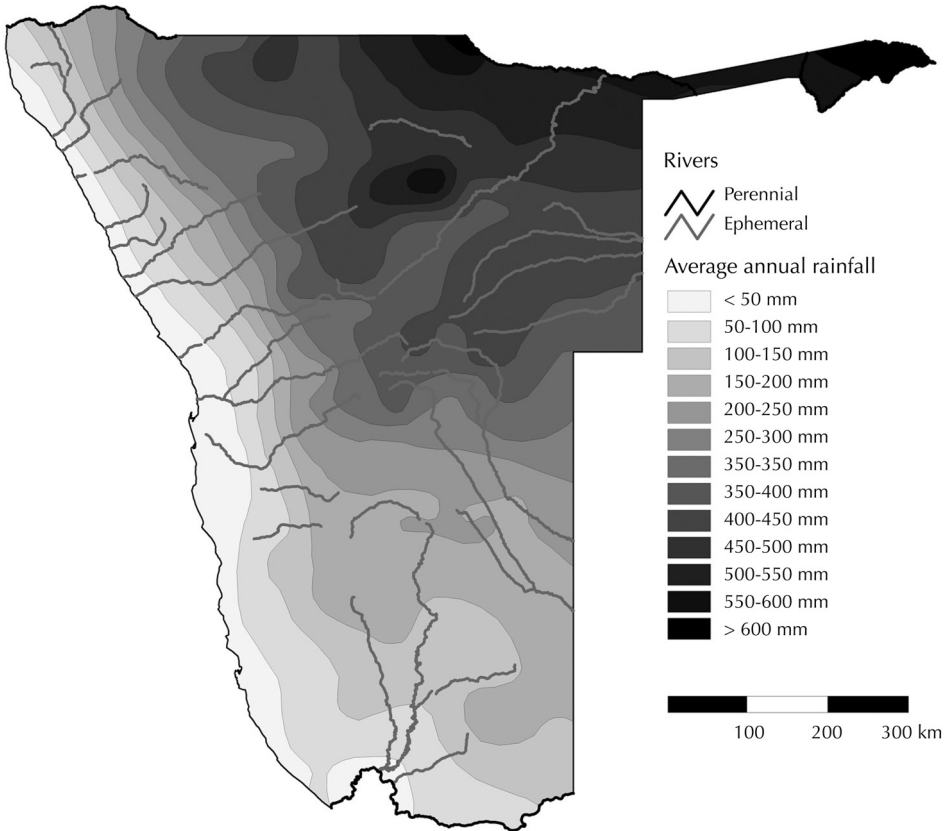 Rivers
Perennial
Ephemeral
Average annual rainfall
< 50 mm
50-100 mm
100-150 mm
150-200 mm
200-250 mm
250-300 mm
350-350 mm
350-400 mm
400-450 mm
450-500 mm
500-550 mm
550-600 mm
> 600 mm
100 200 300 km